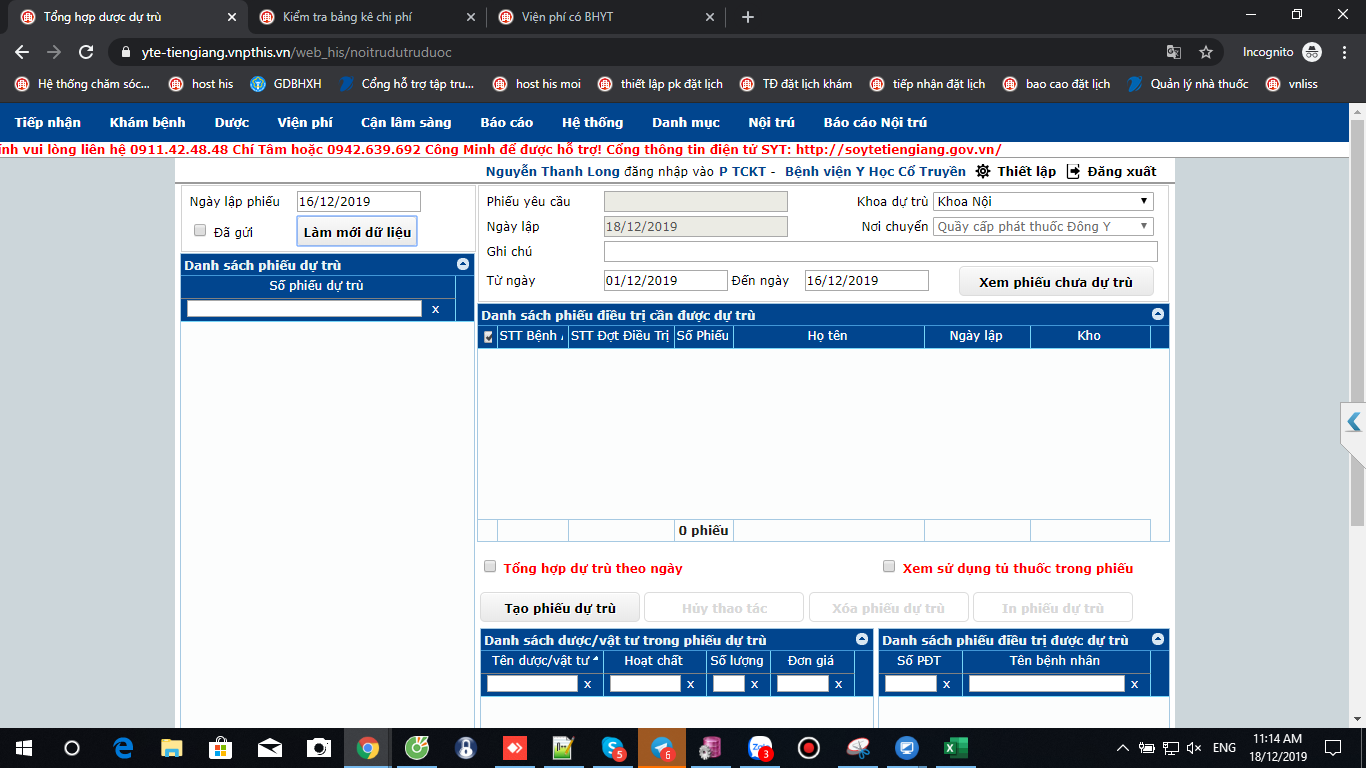 Tổng hợp dược dự trù
Kiểm tra bảng kê chi phí
Viện phí có BHYT
yte-tiengiang.vnpthis.vn/web_his/noitrudutruduoc
Incognito
Hệ thống chăm sóc...
host his
GDBHXH
Cổng hỗ trợ tập tru...
host his moi
thiết lập pk đặt lịch
TĐ đặt lịch khám
tiếp nhận đặt lịch
bao cao đặt lịch
Quản lý nhà thuốc
vnliss
Tiếp nhận
Khám bệnh
Dược
Viện phí
Cận lâm sàng
Báo cáo
Hệ thống
Danh mục
Nội trú
Báo cáo Nội trú
ính vui lòng liên hệ 0911.42.48.48 Chí Tâm hoặc 0942.639.692 Công Minh để được hỗ trợ! Cổng thông tin điện tử SYT: http://soytetiengiang.gov.vn/
Nguyễn Thanh Long đăng nhập vào P TCKT - Bệnh viện Y Học Cổ Truyền
Thiết lập
Đăng xuất
Ngày lập phiếu 16/12/2019
Đã gửi
Làm mới dữ liệu
Danh sách phiếu dự trù
Số phiếu dự trù
x
Phiếu yêu cầu
Khoa dự trù Khoa Nội
Ngày lập 18/12/2019
Nơi chuyển Quầy cấp phát thuốc Đông Y
Ghi chú
Từ ngày 01/12/2019 Đến ngày 16/12/2019
Xem phiếu chưa dự trù
Danh sách phiếu điều trị cần được dự trù
STT Bệnh
STT Đợt Điều Trị
Số Phiếu
Họ tên
Ngày lập
Kho
0 phiếu
Tổng hợp dự trù theo ngày
Xem sử dụng tủ thuốc trong phiếu
Tạo phiếu dự trù
Hủy thao tác
Xóa phiếu dự trù
In phiếu dự trù
Danh sách dược/vật tư trong phiếu dự trù
Tên dược/vật tư
Hoạt chất
Số lượng
Đơn giá
x
x
x
x
Danh sách phiếu điều trị được dự trù
Số PĐT
Tên bệnh nhân
x
x
5
6
3
ENG
11:14 AM
18/12/2019